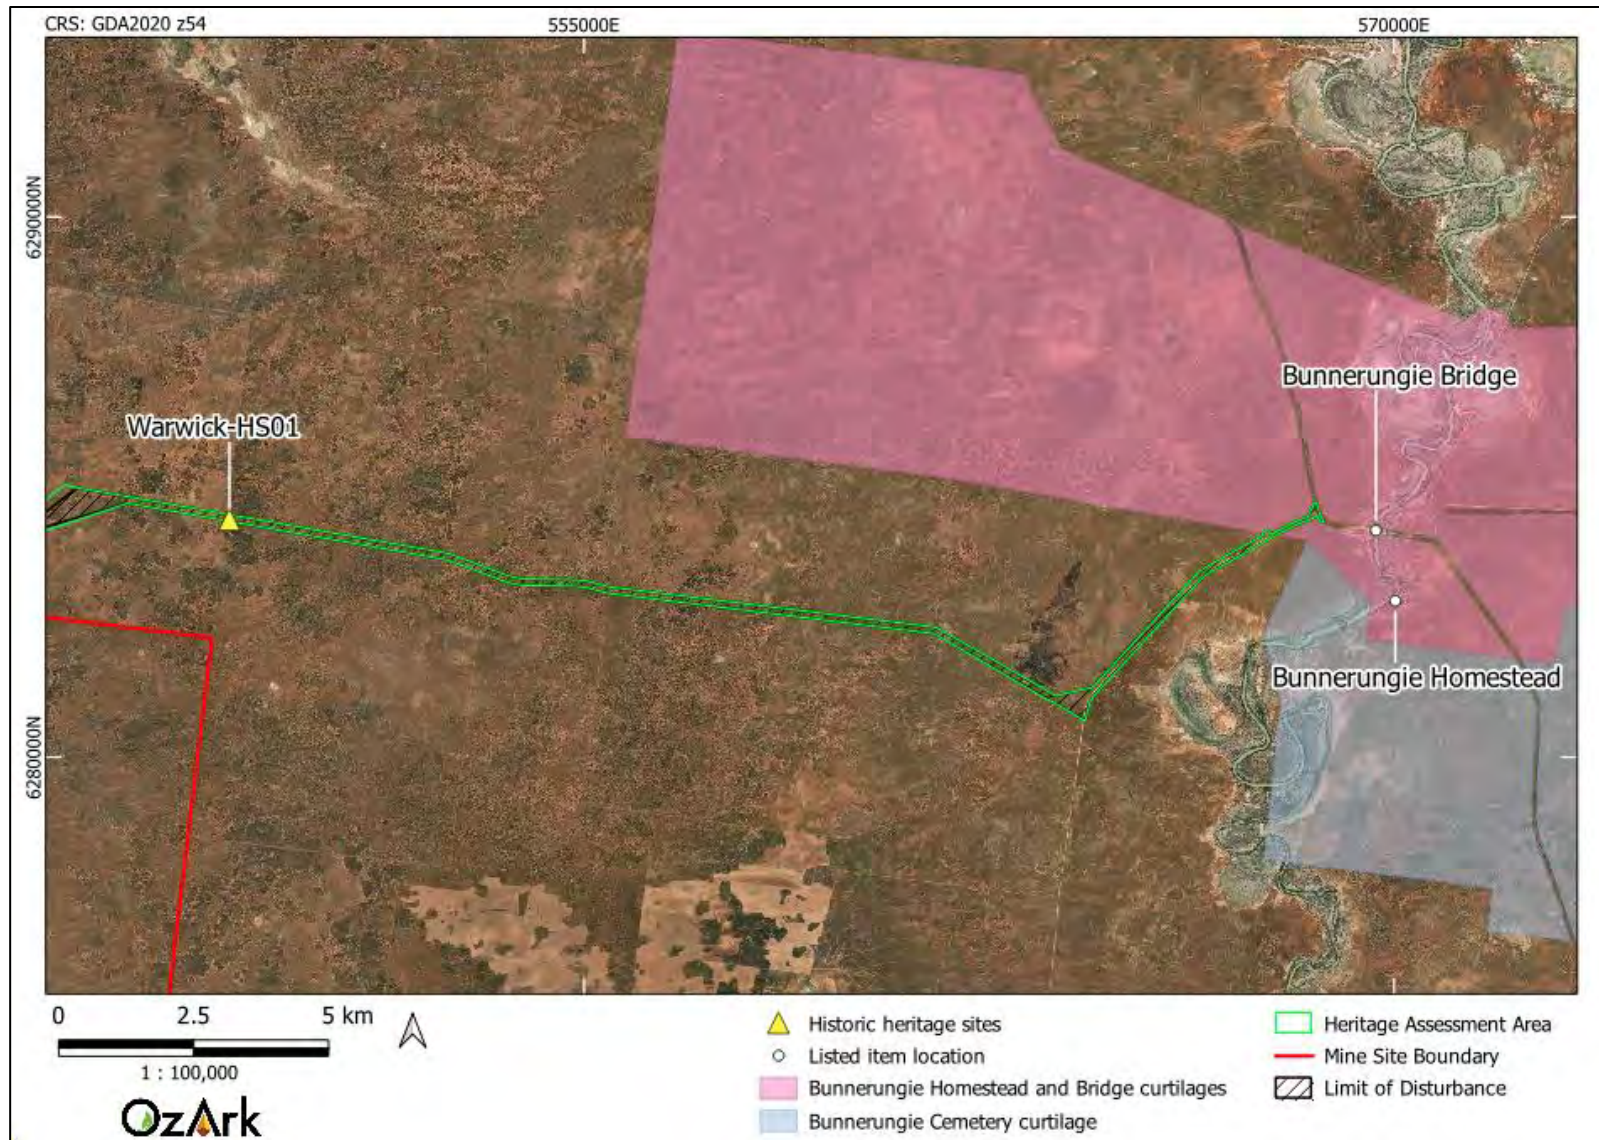 CRS: GDA2020 z54
555000E
570000E
6290000N
6280000N
Bunnerungie Bridge
Warwick-HS01
Bunnerungie Homestead
0 2.5 5 km
1 : 100,000
OzArk
Historic heritage sites
Listed item location
Bunnerungie Homestead and Bridge curtilages
Bunnerungie Cemetery curtilage
Heritage Assessment Area
Mine Site Boundary
Limit of Disturbance